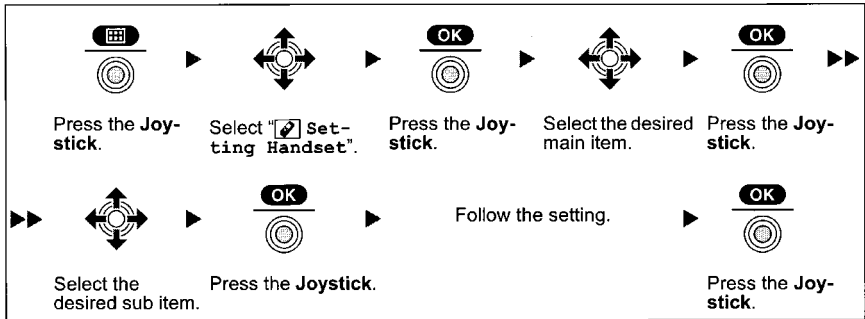 OK
OK
Press the Joy-
stick.
Select " Set-
ting Handset".
Press the Joy-
stick.
Select the desired
main item.
Press the Joy-
stick.
OK
Follow the setting.
OK
Select the
desired sub item.
Press the Joystick.
Press the Joy-
stick.